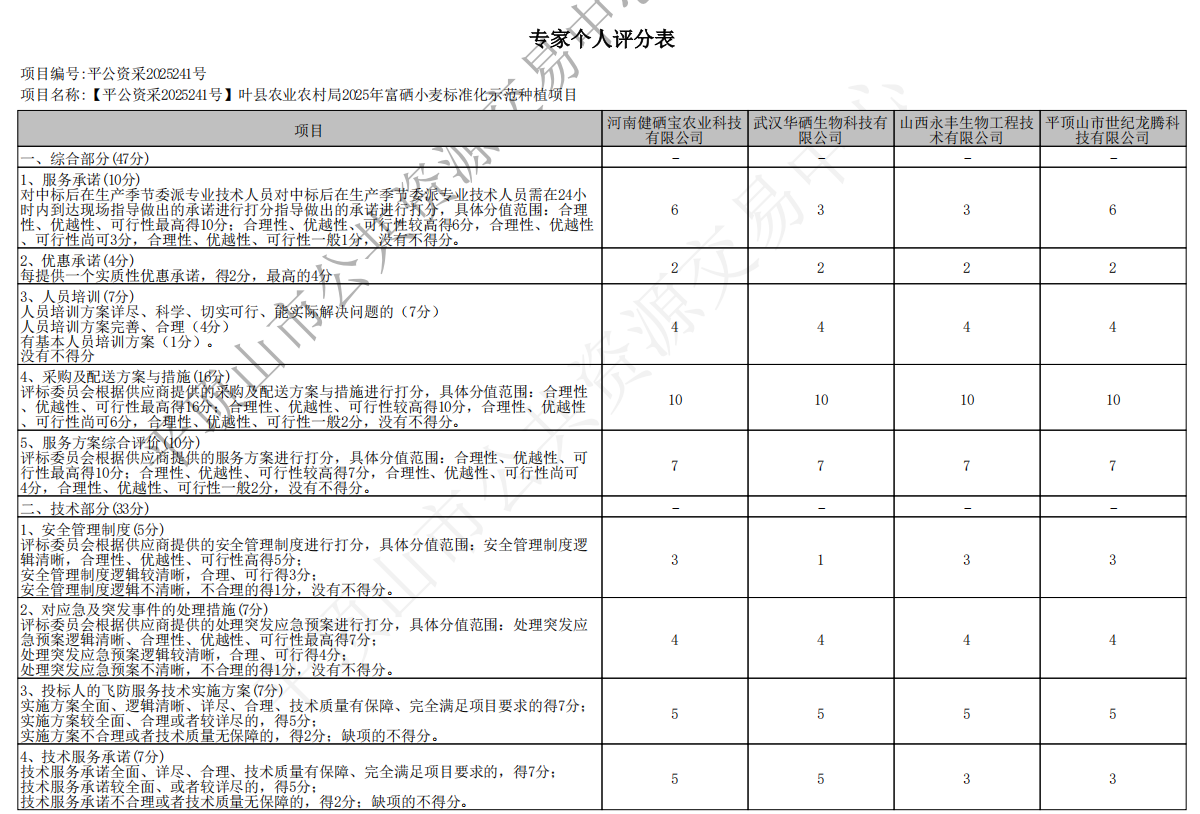 专家个人评分表
项目编号:平公资采2025241号
项目名称:【平公资采2025241号】叶县农业农村局2025年富硒小麦标准化示范种植项目
项目
河南健硒宝农业科技
有限公司
武汉华硒生物科技有
限公司
山西永丰生物工程技
术有限公司
平顶山市世纪龙腾科
技有限公司
一、综合部分(47分) - - - -
1、服务承诺(10分)
对中标后在生产季节委派专业技术人员对中标后在生产季节委派专业技术人员需在24小
时内到达现场指导做出的承诺进行打分指导做出的承诺进行打分，具体分值范围：合理
性、优越性、可行性最高得10分；合理性、优越性、可行性较高得6分，合理性、优越性
、可行性尚可3分，合理性、优越性、可行性一般1分，没有不得分。
6 3 3 6
2、优惠承诺(4分)
每提供一个实质性优惠承诺，得2分，最高的4分
2 2 2 2
3、人员培训(7分)
人员培训方案详尽、科学、切实可行、能实际解决问题的（7分）
人员培训方案完善、合理（4分）
有基本人员培训方案（1分）。
没有不得分
4 4 4 4
4、采购及配送方案与措施(16分)
评标委员会根据供应商提供的采购及配送方案与措施进行打分，具体分值范围：合理性
、优越性、可行性最高得16分；合理性、优越性、可行性较高得10分，合理性、优越性
、可行性尚可6分，合理性、优越性、可行性一般2分，没有不得分。
10 10 10 10
5、服务方案综合评价(10分)
评标委员会根据供应商提供的服务方案进行打分，具体分值范围：合理性、优越性、可
行性最高得10分；合理性、优越性、可行性较高得7分，合理性、优越性、可行性尚可
4分，合理性、优越性、可行性一般2分，没有不得分。
7 7 7 7
二、技术部分(33分) - - - -
1、安全管理制度(5分)
评标委员会根据供应商提供的安全管理制度进行打分，具体分值范围：安全管理制度逻
辑清晰，合理性、优越性、可行性高得5分；
安全管理制度逻辑较清晰，合理、可行得3分；
安全管理制度逻辑不清晰，不合理的得1分，没有不得分。
3 1 3 3
2、对应急及突发事件的处理措施(7分)
评标委员会根据供应商提供的处理突发应急预案进行打分，具体分值范围：处理突发应
急预案逻辑清晰、合理性、优越性、可行性最高得7分；
处理突发应急预案逻辑较清晰，合理、可行得4分；
处理突发应急预案不清晰，不合理的得1分，没有不得分。
4 4 4 4
3、投标人的飞防服务技术实施方案(7分)
实施方案全面、逻辑清晰、详尽、合理、技术质量有保障、完全满足项目要求的得7分；
实施方案较全面、合理或者较详尽的，得5分；
实施方案不合理或者技术质量无保障的，得2分；缺项的不得分。
5 5 5 5
4、技术服务承诺(7分)
技术服务承诺全面、详尽、合理、技术质量有保障、完全满足项目要求的，得7分；
技术服务承诺较全面、或者较详尽的，得5分；
技术服务承诺不合理或者技术质量无保障的，得2分；缺项的不得分。
5 5 3 3
平顶山市公共资源交易中心
平顶山市公共资源交易中心